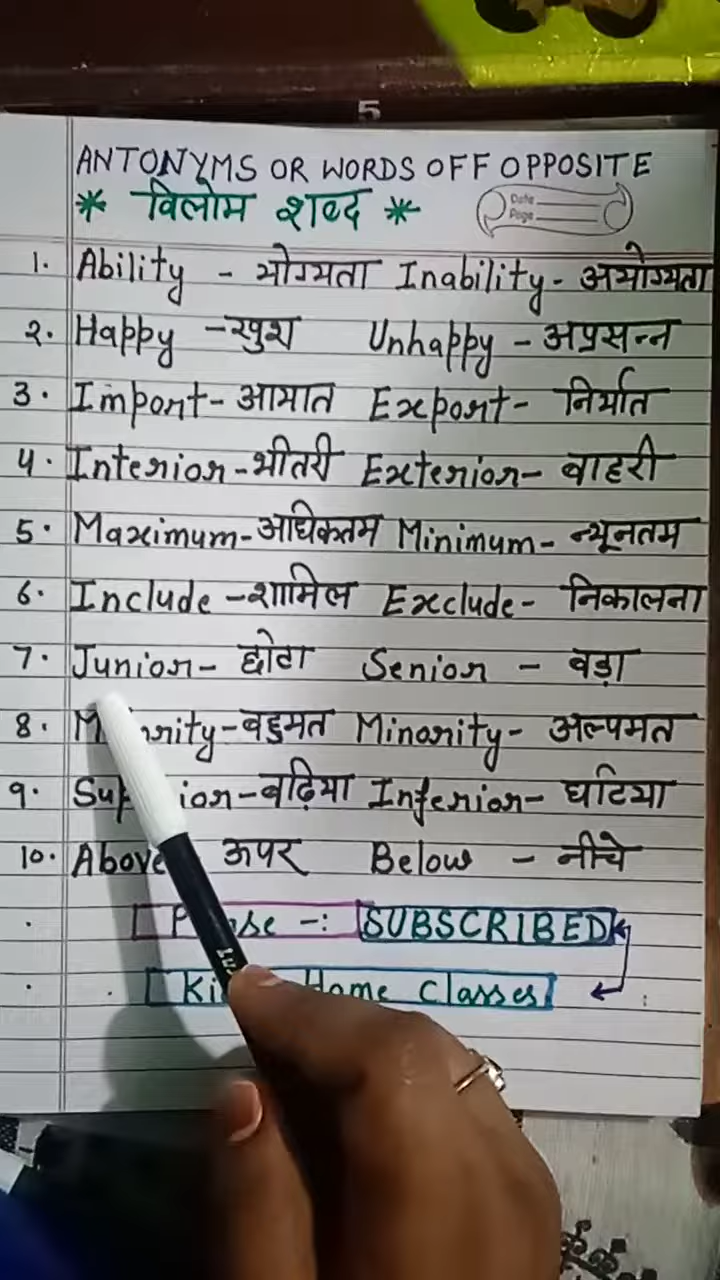 5
ANTONYMS OR WORDS OFF OPPOSITE
* विलोम शब्द *
Date
Page
1. Ability - योग्यता Inability - अयोग्यता
2. Happy - खुश Unhappy - अप्रसन्न
3. Import - आयात Export - निर्यात
4. Interior - भीतरी Exterior - बाहरी
5. Maximum - अधिकतम Minimum - न्यूनतम
6. Include - शामिल Exclude - निकालना
7. Junior - छोटा Senior - बड़ा
8. - बहुमत Minority - अल्पमत
9. - बढ़िया Inferior - घटिया
10. Above - ऊपर Below - नीचे
-: SUBSCRIBED
Home Classes